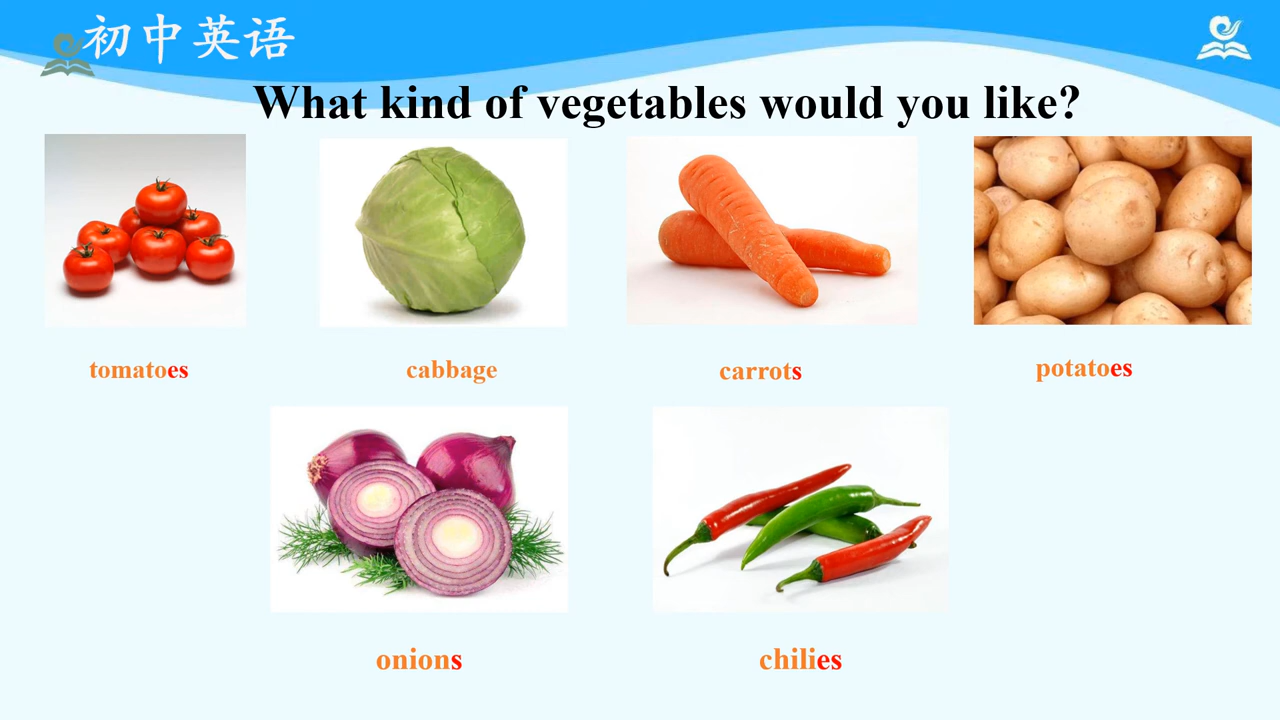 初中英语
What kind of vegetables would you like?
tomatoes
cabbage
carrots
potatoes
onions
chilies